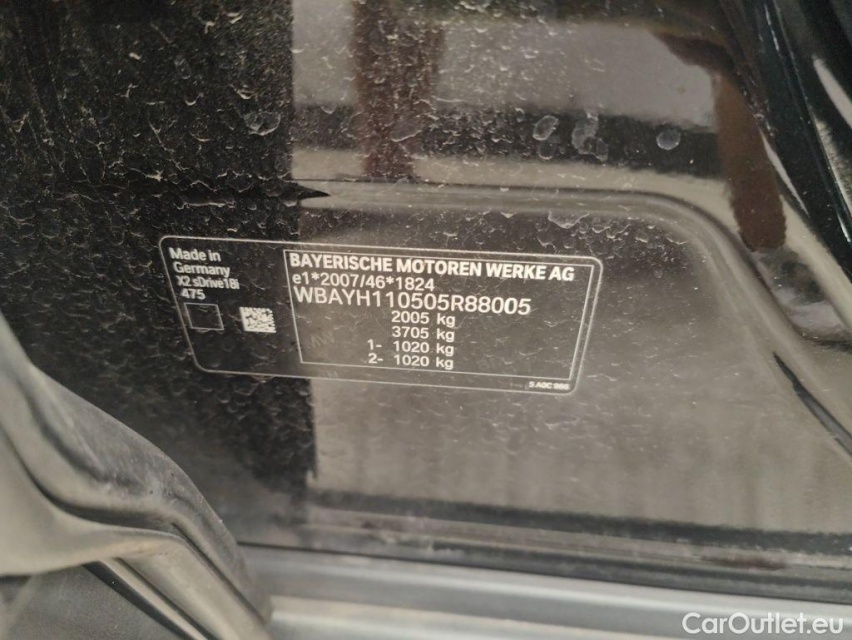 Made in
Germany
X2 sDrive18i
475
BAYERISCHE MOTOREN WERKE AG
e1*2007/46*1824
WBAYH110505R88005
2005 kg
3705 kg
1- 1020 kg
2- 1020 kg
CarOutlet.eu